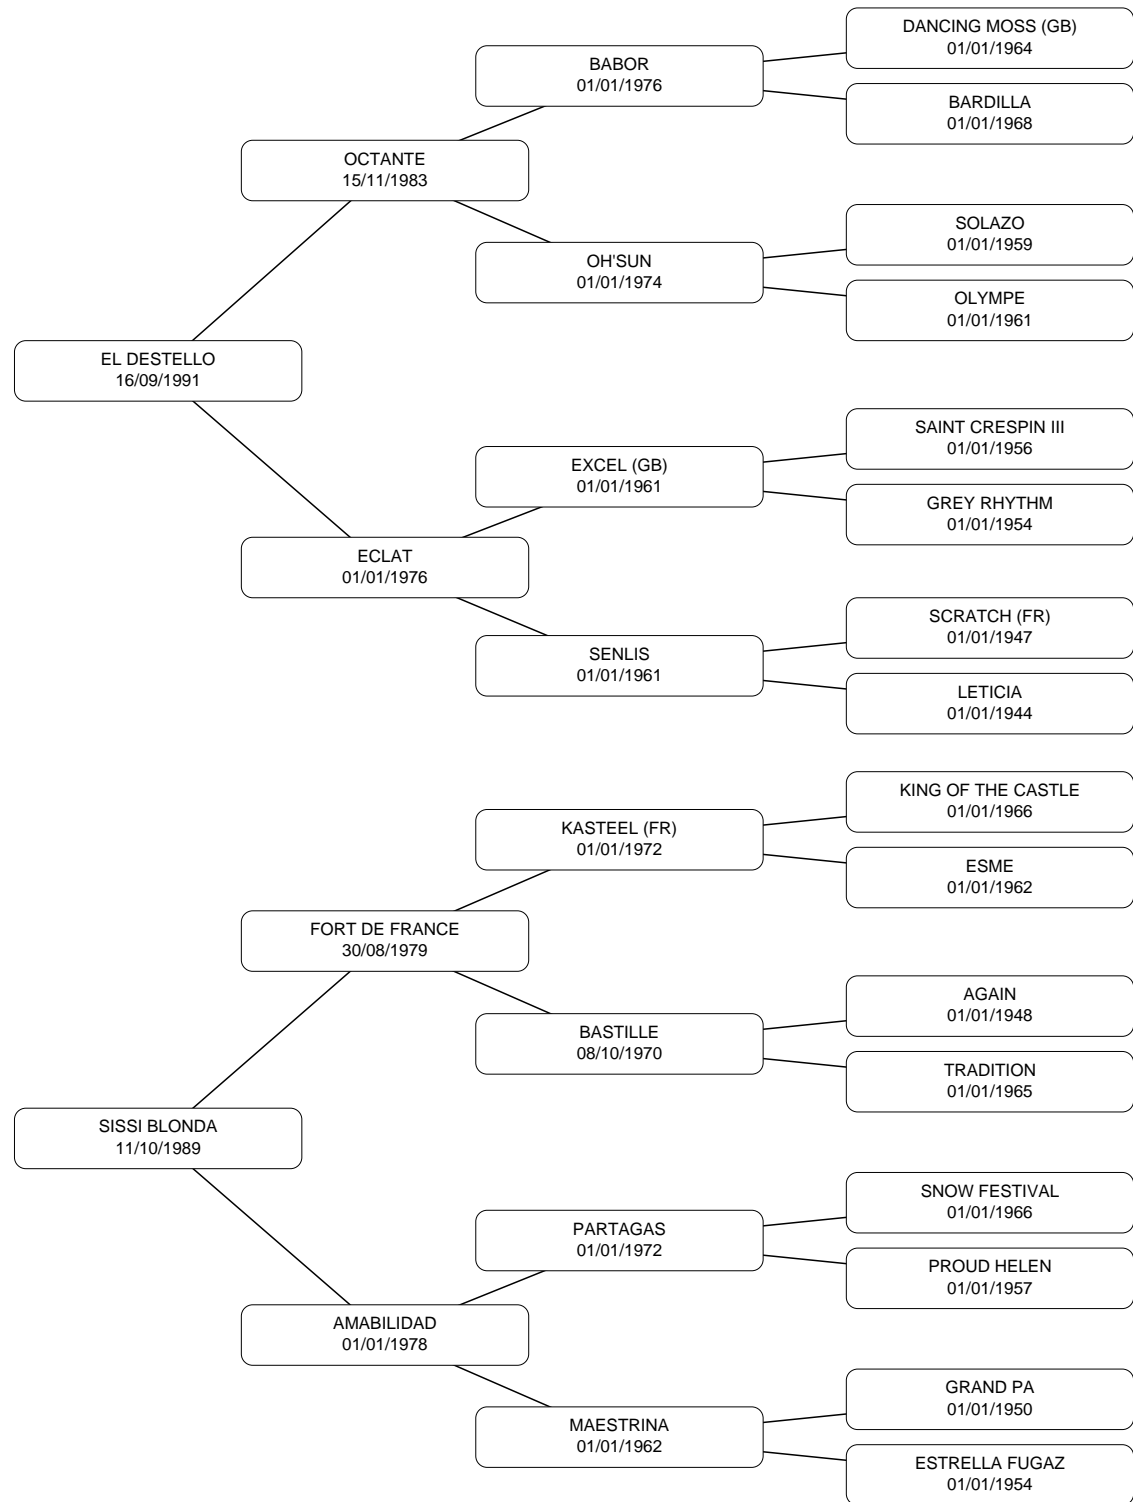 DANCING MOSS (GB)
01/01/1964
BABOR
01/01/1976
BARDILLA
01/01/1968
OCTANTE
15/11/1983
SOLAZO
01/01/1959
OH'SUN
01/01/1974
OLYMPE
01/01/1961
EL DESTELLO
16/09/1991
SAINT CRESPIN III
01/01/1956
EXCEL (GB)
01/01/1961
GREY RHYTHM
01/01/1954
ECLAT
01/01/1976
SCRATCH (FR)
01/01/1947
SENLIS
01/01/1961
LETICIA
01/01/1944
KING OF THE CASTLE
01/01/1966
KASTEEL (FR)
01/01/1972
ESME
01/01/1962
FORT DE FRANCE
30/08/1979
AGAIN
01/01/1948
BASTILLE
08/10/1970
TRADITION
01/01/1965
SISSI BLONDA
11/10/1989
SNOW FESTIVAL
01/01/1966
PARTAGAS
01/01/1972
PROUD HELEN
01/01/1957
AMABILIDAD
01/01/1978
GRAND PA
01/01/1950
MAESTRINA
01/01/1962
ESTRELLA FUGAZ
01/01/1954